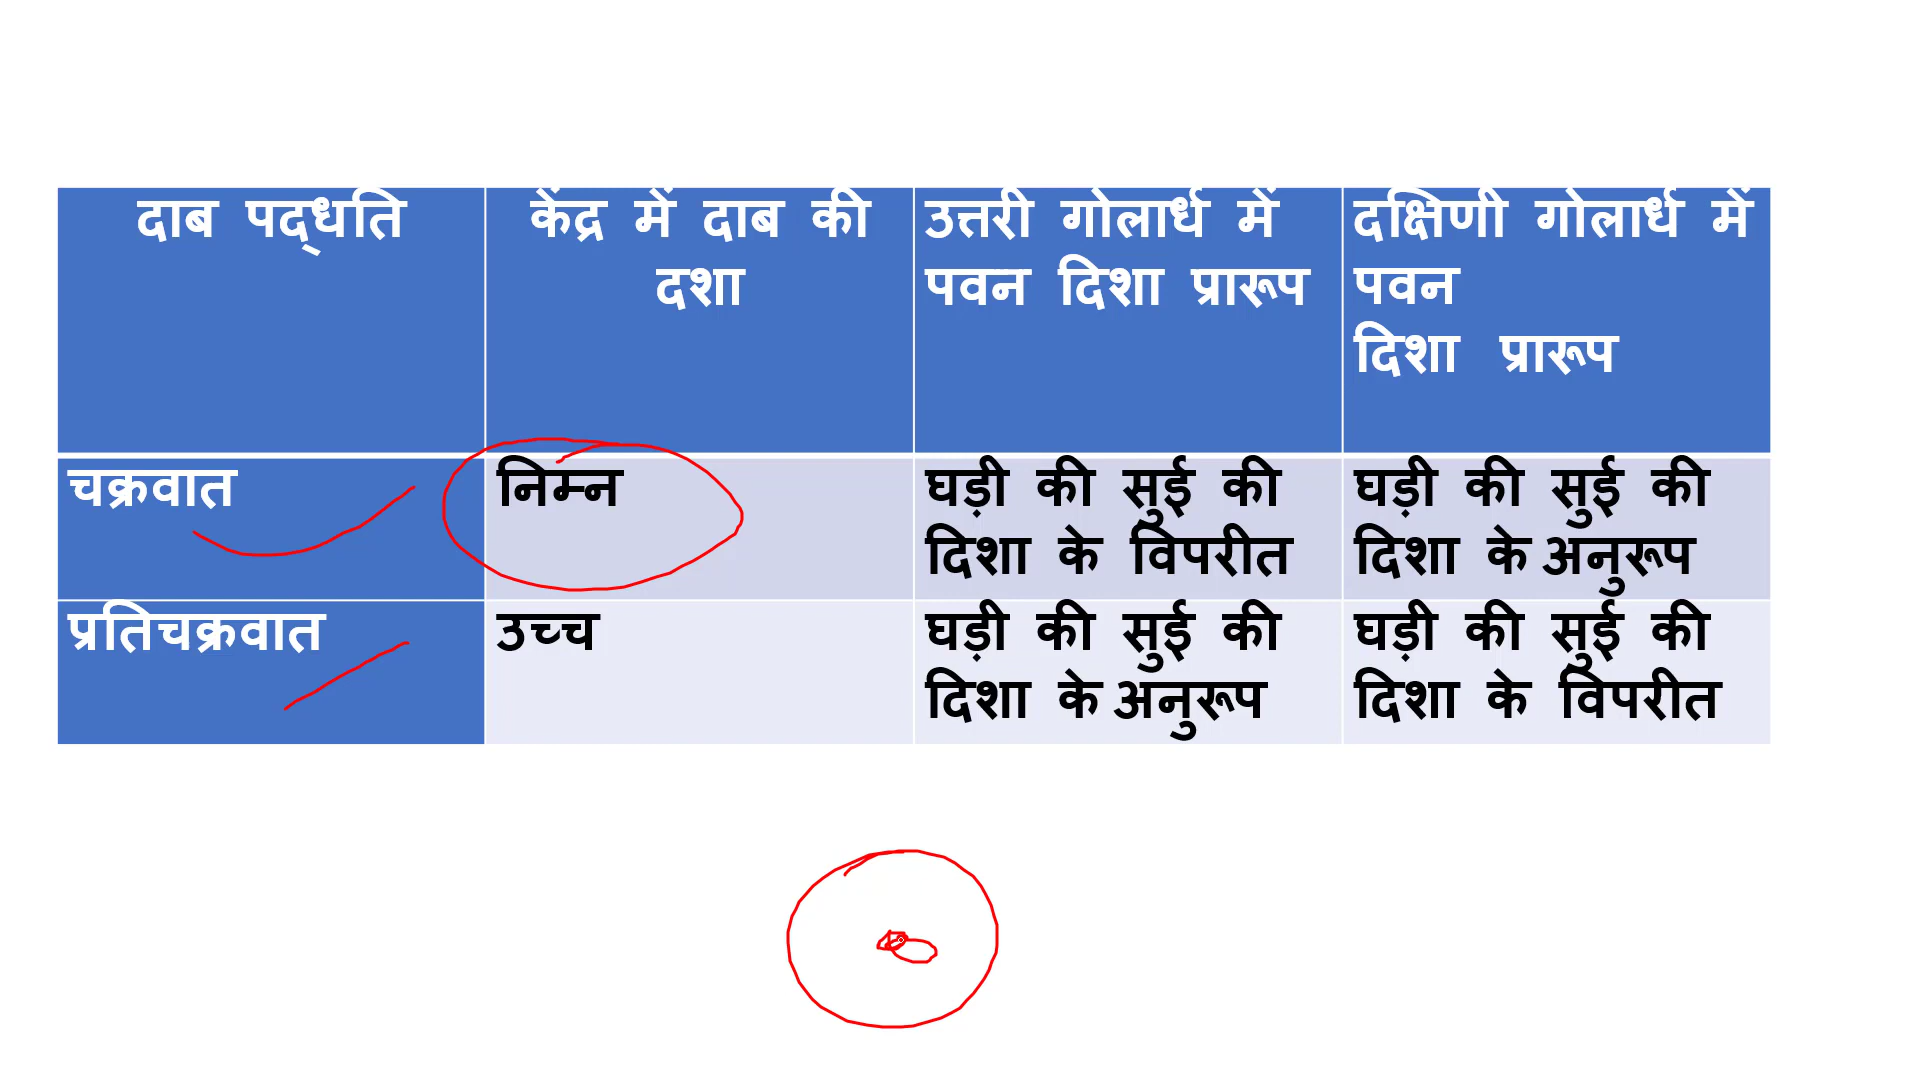 दाब पद्धति
केंद्र में दाब की
दशा
उत्तरी गोलार्ध में
पवन दिशा प्रारूप
दक्षिणी गोलार्ध में
पवन
दिशा प्रारूप
चक्रवात
निम्न
घड़ी की सुई की
दिशा के विपरीत
घड़ी की सुई की
दिशा के अनुरूप
प्रतिचक्रवात
उच्च
घड़ी की सुई की
दिशा के अनुरूप
घड़ी की सुई की
दिशा के विपरीत